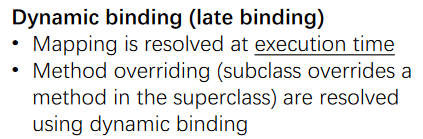 Dynamic binding (late binding)
• Mapping is resolved at execution time
• Method overriding (subclass overrides a
method in the superclass) are resolved
using dynamic binding